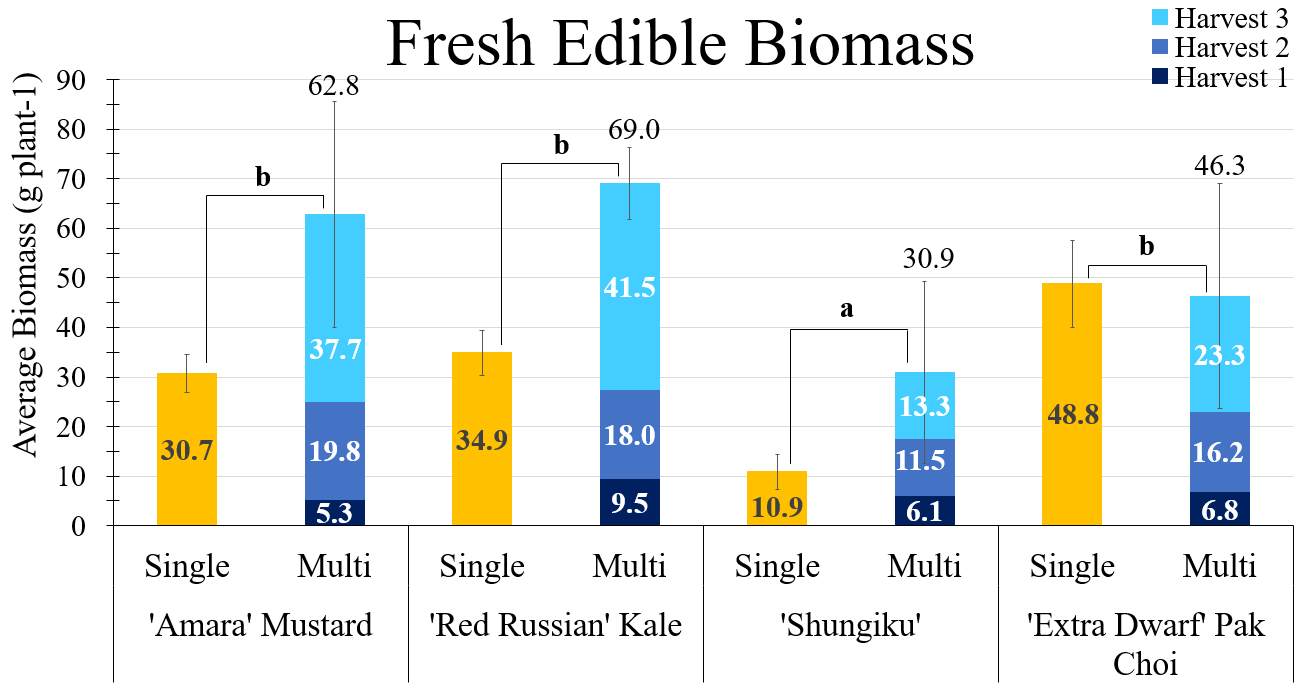 Fresh Edible Biomass
Harvest 3
Harvest 2
Harvest 1
Average Biomass (g plant-1)
90
80
70
60
50
40
30
20
10
0
62.8
b
37.7
30.7
19.8
5.3
69.0
b
41.5
34.9
18.0
9.5
30.9
a
13.3
11.5
10.9
6.1
46.3
b
23.3
48.8
16.2
6.8
Single Multi Single Multi Single Multi Single Multi
'Amara' Mustard 'Red Russian' Kale 'Shungiku' 'Extra Dwarf' Pak
Choi